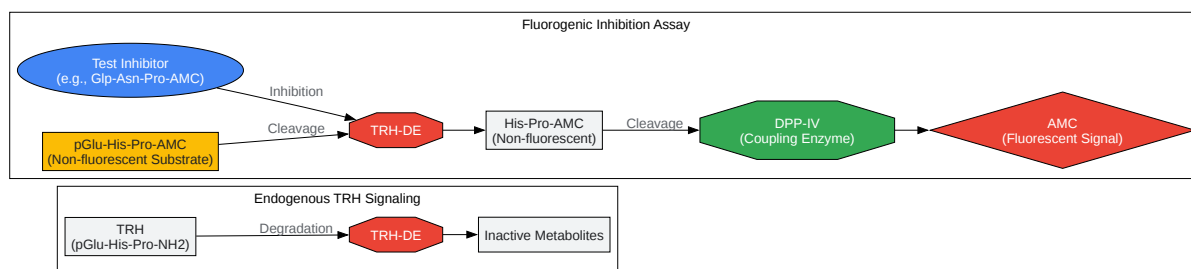 Fluorogenic Inhibition Assay
Test Inhibitor
(e.g., Glp-Asn-Pro-AMC)
Inhibition
pGlu-His-Pro-AMC
(Non-fluorescent Substrate)
Cleavage
TRH-DE
His-Pro-AMC
(Non-fluorescent)
Cleavage
DPP-IV
(Coupling Enzyme)
AMC
(Fluorescent Signal)
Endogenous TRH Signaling
TRH
(pGlu-His-Pro-NH2)
Degradation
TRH-DE
Inactive Metabolites